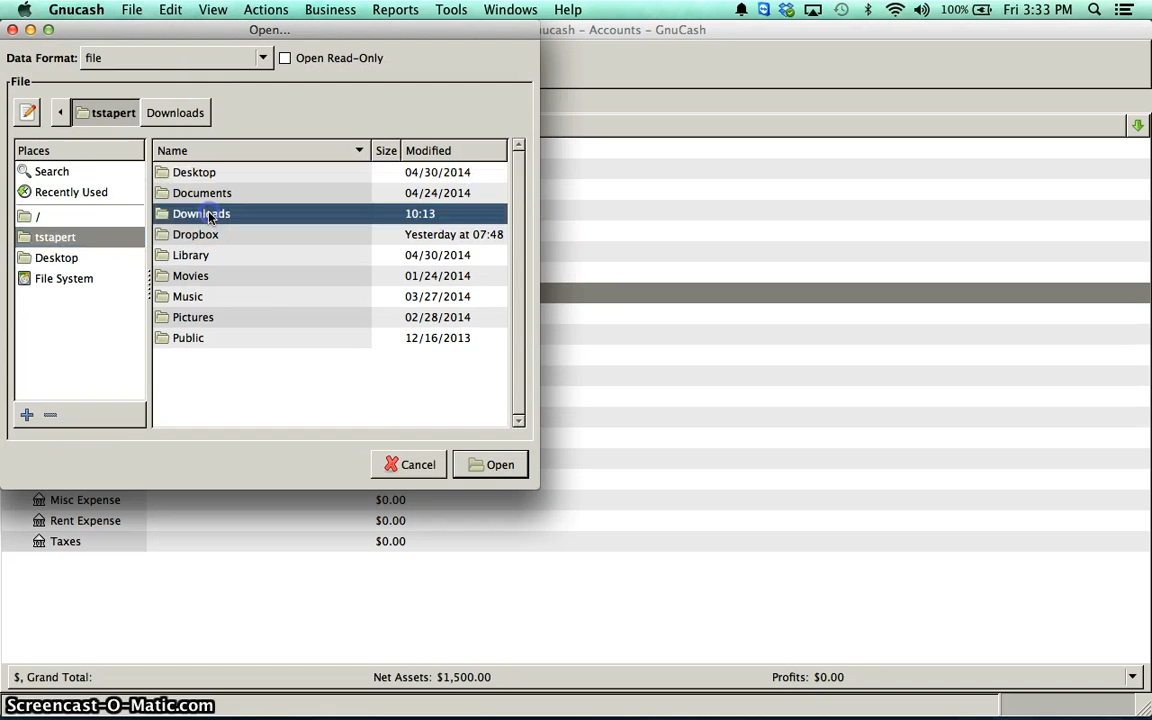 Gnucash File Edit View Actions Business Reports Tools Windows Help 100% Fri 3:33 PM
Open... nucash - Accounts - GnuCash
Data Format: file Open Read-Only
File
tstapert Downloads
Places Name Size Modified
Search Desktop 04/30/2014
Recently Used Documents 04/24/2014
/ Downloads 10:13
tstapert Dropbox Yesterday at 07:48
Desktop Library 04/30/2014
File System Movies 01/24/2014
Music 03/27/2014
Pictures 02/28/2014
Public 12/16/2013
Cancel Open
Misc Expense $0.00
Rent Expense $0.00
Taxes $0.00
$, Grand Total: Net Assets: $1,500.00 Profits: $0.00
Screencast-O-Matic.com